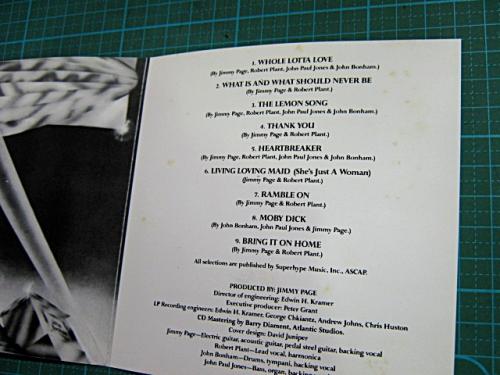 1. WHOLE LOTTA LOVE
(By Jimmy Page, Robert Plant, John Paul Jones & John Bonham.)
2. WHAT IS AND WHAT SHOULD NEVER BE
(By Jimmy Page & Robert Plant.)
3. THE LEMON SONG
(By Jimmy Page, Robert Plant, John Paul Jones & John Bonham.)
4. THANK YOU
(By Jimmy Page & Robert Plant.)
5. HEARTBREAKER
(By Jimmy Page, Robert Plant, John Paul Jones & John Bonham.)
6. LIVING LOVING MAID (She's Just A Woman)
(Jimmy Page & Robert Plant.)
7. RAMBLE ON
(By Jimmy Page & Robert Plant.)
8. MOBY DICK
(By John Bonham, John Paul Jones & Jimmy Page.)
9. BRING IT ON HOME
(By Jimmy Page & Robert Plant.)
All selections are published by Superhype Music, Inc., ASCAP.
PRODUCED BY: JIMMY PAGE
Director of engineering: Edwin H. Kramer
Executive producer: Peter Grant
LP Recording engineers: Edwin H. Kramer, George Chkiantz, Andrew Johns, Chris Huston
CD Mastering by Barry Diament, Atlantic Studios.
Cover design: David Juniper
Jimmy Page—Electric guitar, acoustic guitar, pedal steel guitar, backing vocal
Robert Plant—Lead vocal, harmonica
John Bonham—Drums, tympani, backing vocal
John Paul Jones—Bass, organ, backing